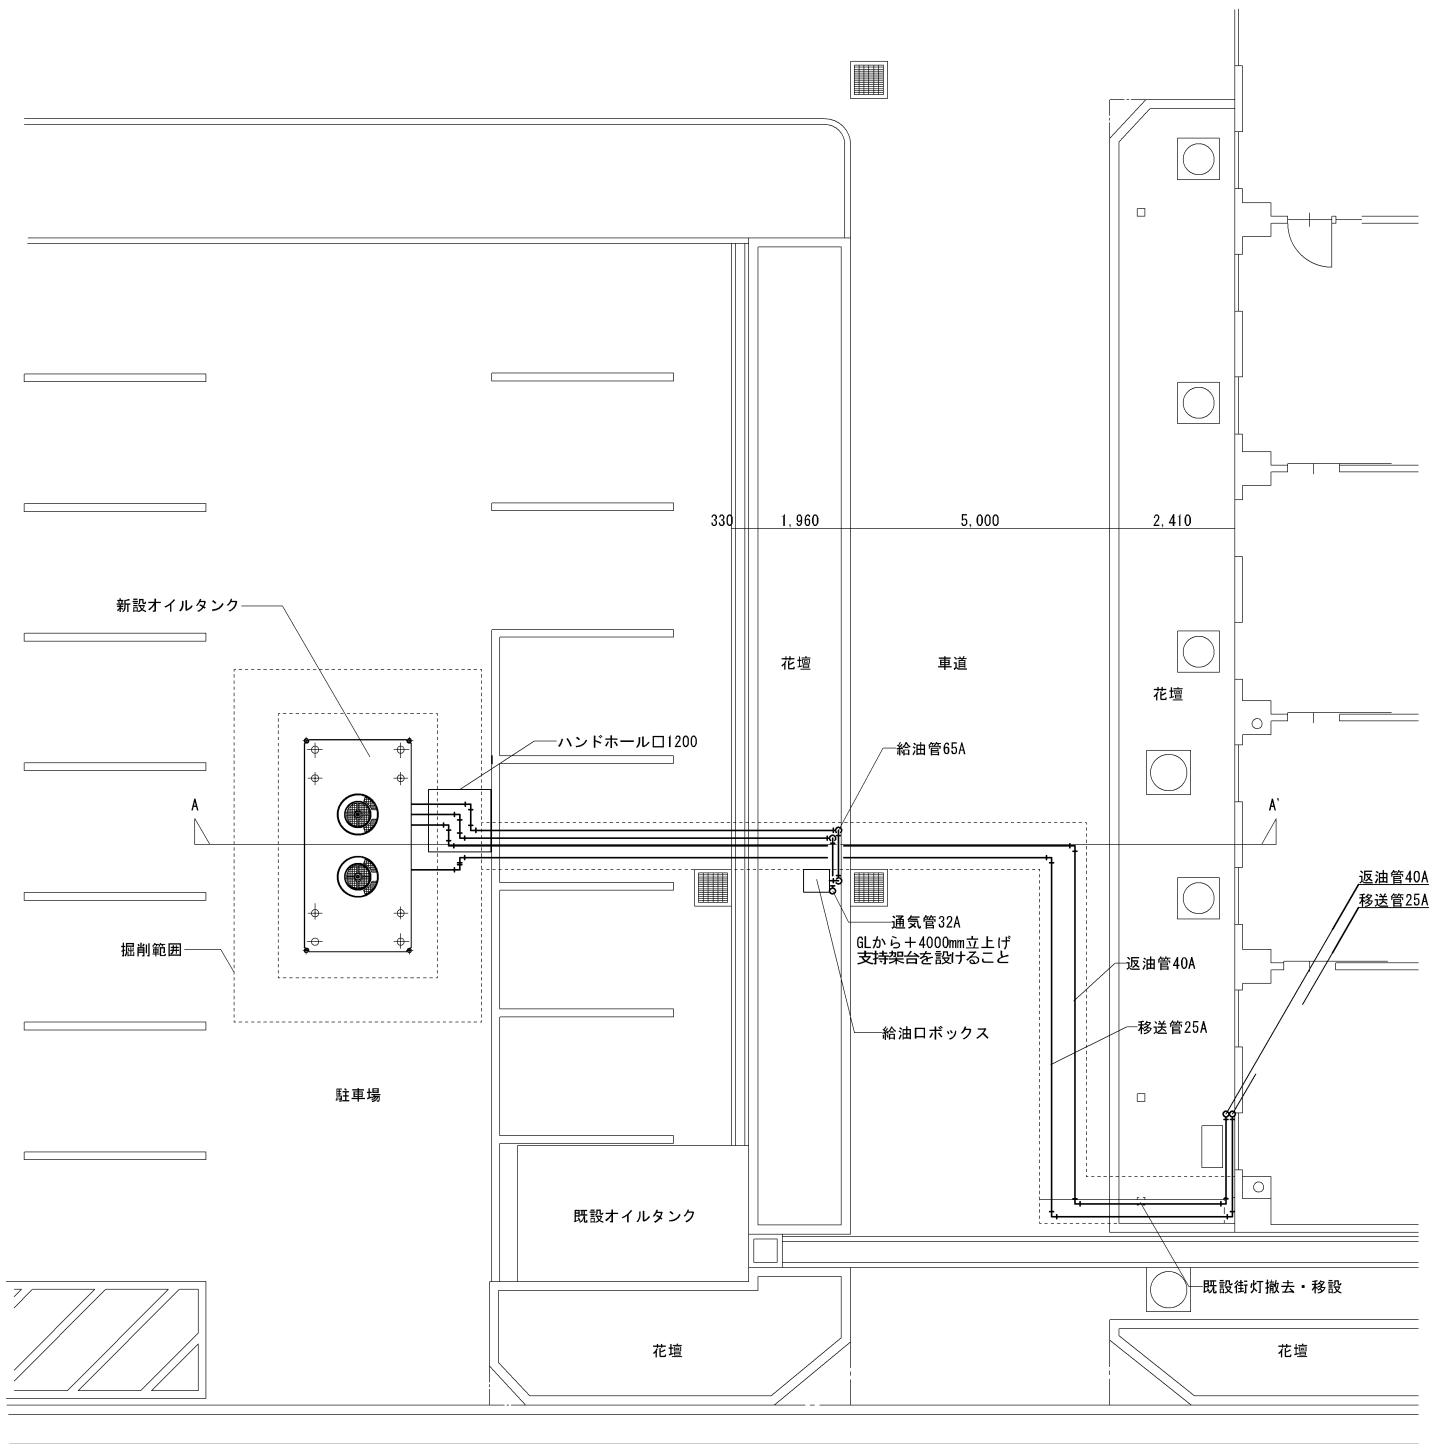 330
1,960
5,000
2,410
新設オイルタンク
花壇
車道
花壇
ハンドホール□1200
給油管65A
A
A'
返油管40A
移送管25A
通気管32A
GLから＋4000mm立上げ
支持架台を設けること
掘削範囲
返油管40A
移送管25A
給油口ボックス
駐車場
既設オイルタンク
既設街灯撤去・移設
花壇
花壇